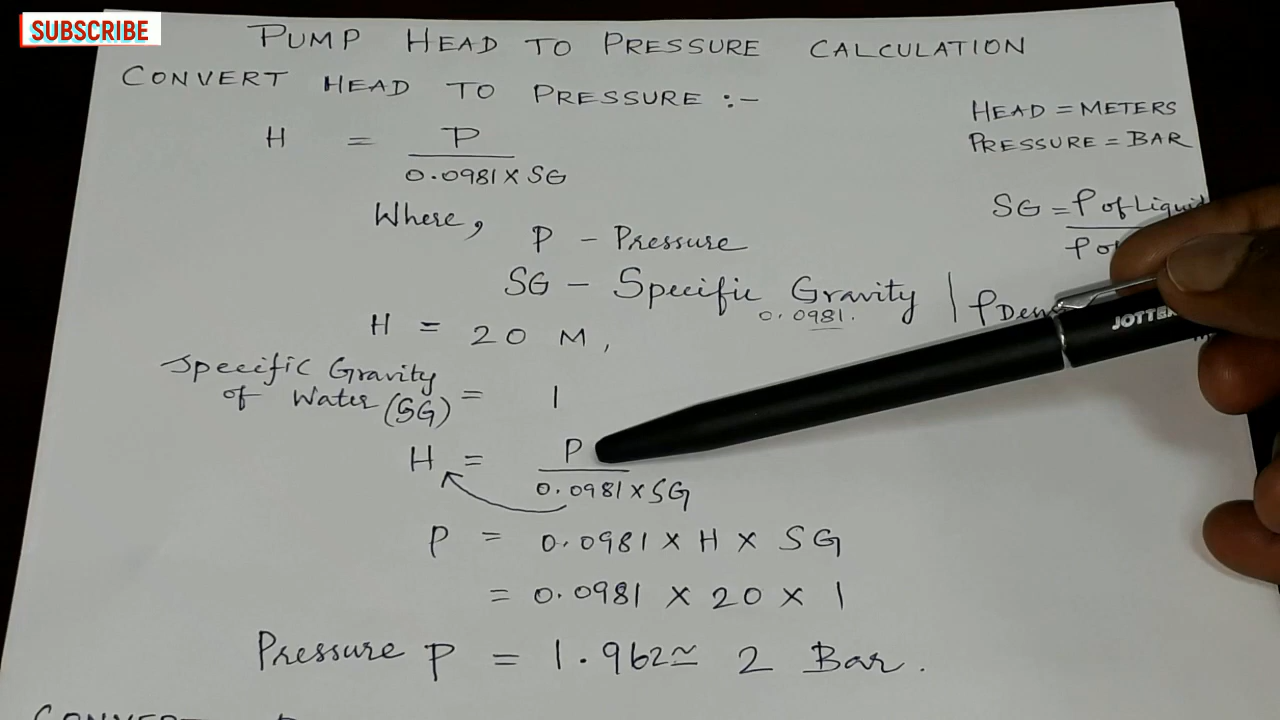 SUBSCRIBE
PUMP HEAD TO PRESSURE CALCULATION
CONVERT HEAD TO PRESSURE :-
HEAD = METERS
PRESSURE = BAR
H = P
0.0981 X SG
SG = ρ of Liquid
Where,
P - Pressure
SG - Specific Gravity | ρ
0.0981.
JOTTER
H = 20 M,
Specific Gravity
of Water (SG) = 1
H = P
0.0981 X SG
P = 0.0981 X H X SG
= 0.0981 X 20 X 1
Pressure P = 1.962 ≃ 2 Bar.